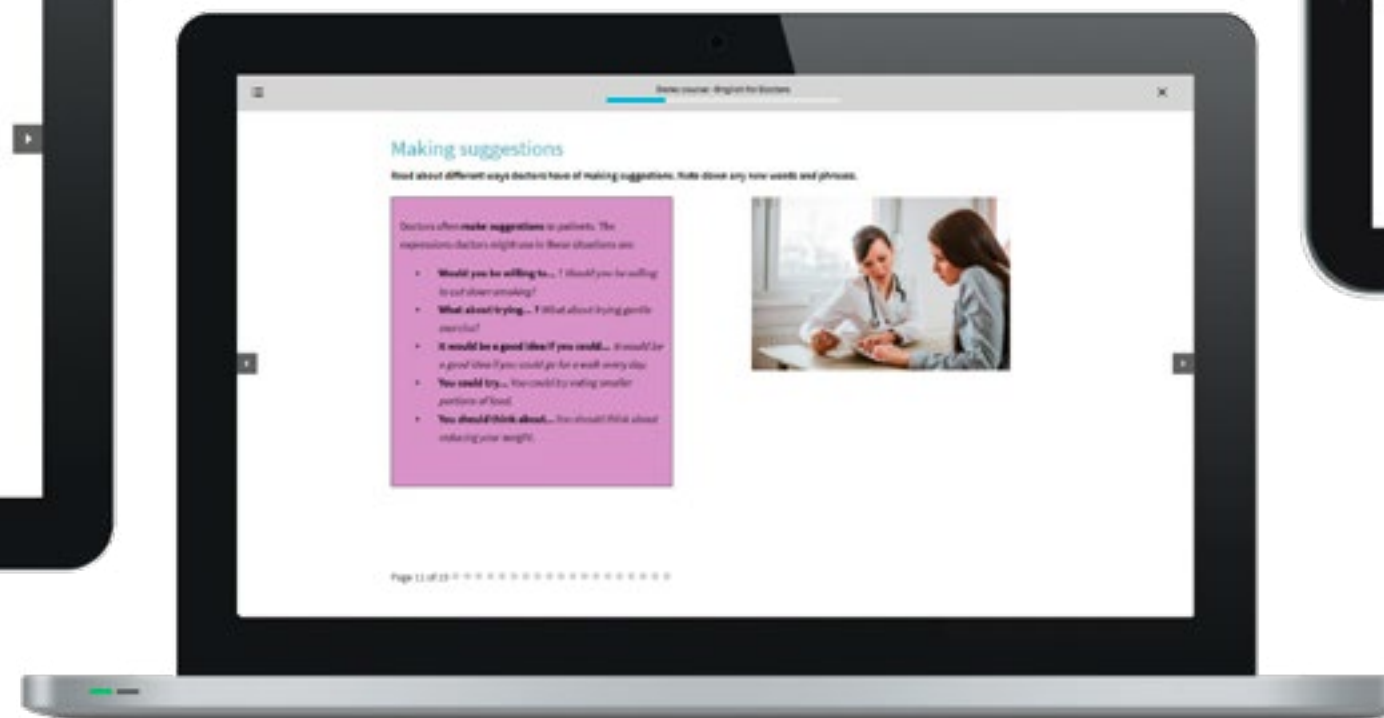 Demo course: English for Doctors
Making suggestions
Read about different ways doctors have of making suggestions. Note down any new words and phrases.
Doctors often make suggestions to patients. The
expressions doctors might use in these situations are:
• Would you be willing to... ? Would you be willing
to cut down smoking?
• What about trying... ? What about trying gentle
exercise?
• It would be a good idea if you could... It would be
a good idea if you could go for a walk every day.
• You could try... You could try eating smaller
portions of food.
• You should think about... You should think about
reducing your weight.
Page 11 of